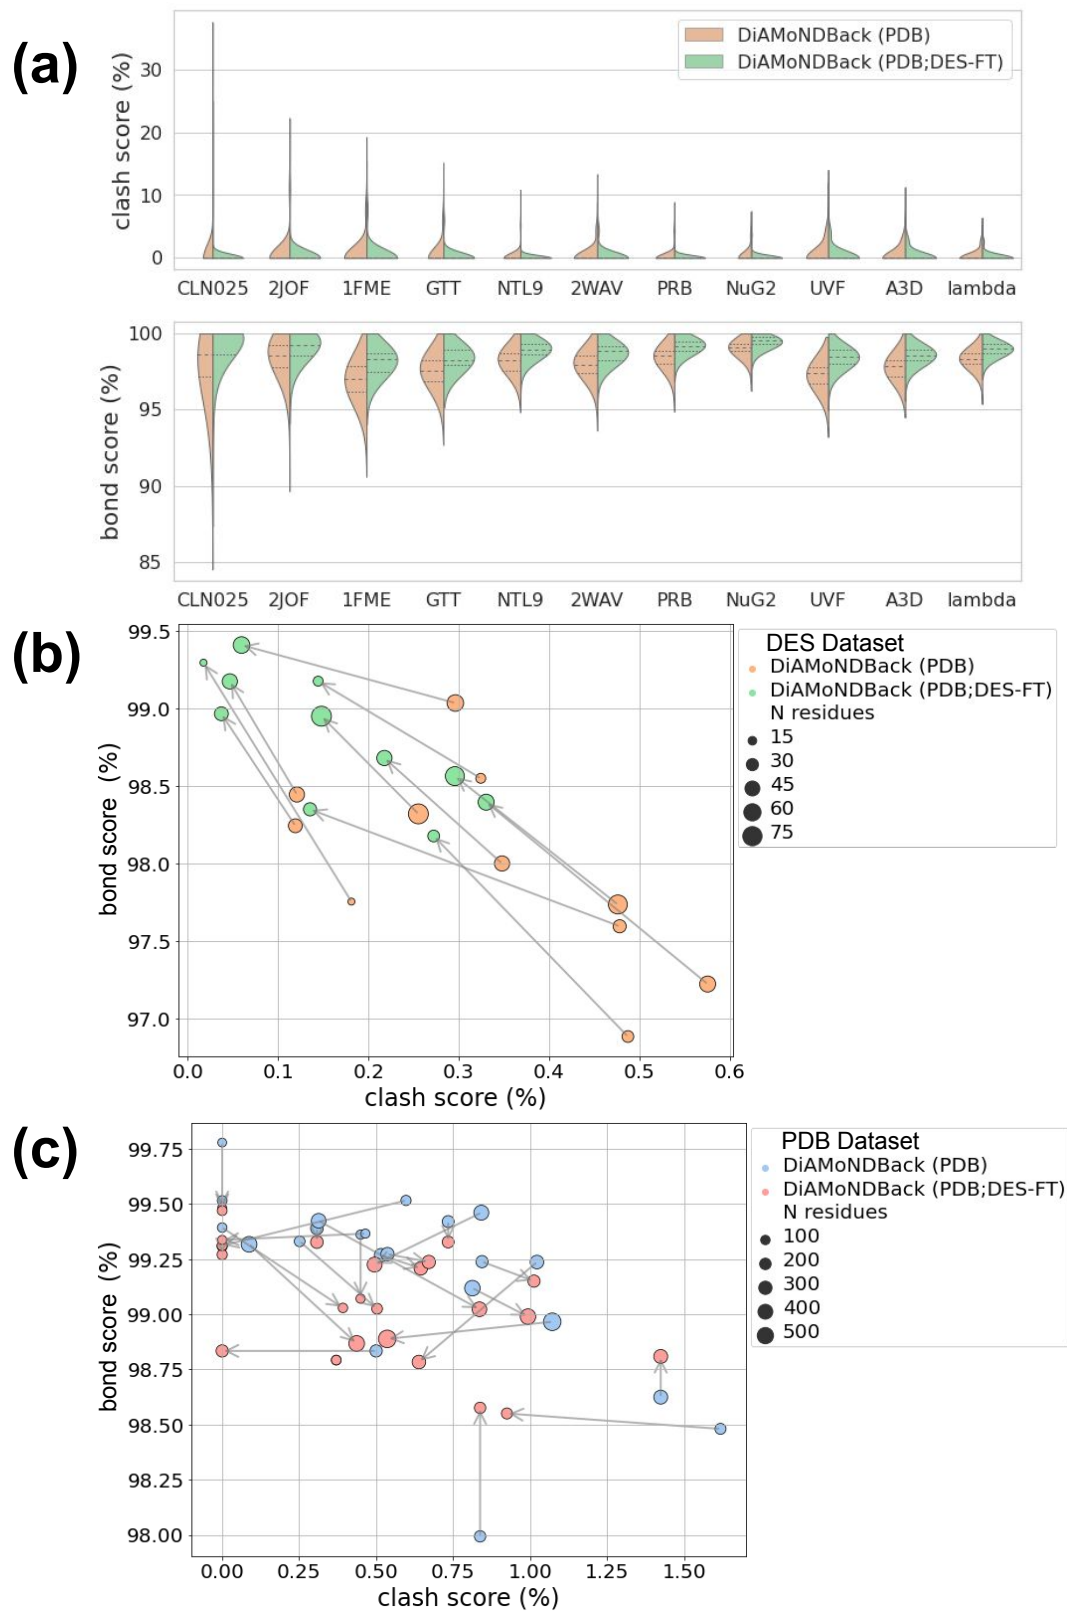 (a)
clash score (%)
30
20
10
0
DiAMoNDBack (PDB)
DiAMoNDBack (PDB;DES-FT)
CLN025 2JOF 1FME GTT NTL9 2WAV PRB NuG2 UVF A3D lambda
bond score (%)
100
95
90
85
CLN025 2JOF 1FME GTT NTL9 2WAV PRB NuG2 UVF A3D lambda
(b)
bond score (%)
99.5
99.0
98.5
98.0
97.5
97.0
0.0 0.1 0.2 0.3 0.4 0.5 0.6
clash score (%)
DES Dataset
DiAMoNDBack (PDB)
DiAMoNDBack (PDB;DES-FT)
N residues
15
30
45
60
75
(c)
bond score (%)
99.75
99.50
99.25
99.00
98.75
98.50
98.25
98.00
0.00 0.25 0.50 0.75 1.00 1.25 1.50
clash score (%)
PDB Dataset
DiAMoNDBack (PDB)
DiAMoNDBack (PDB;DES-FT)
N residues
100
200
300
400
500